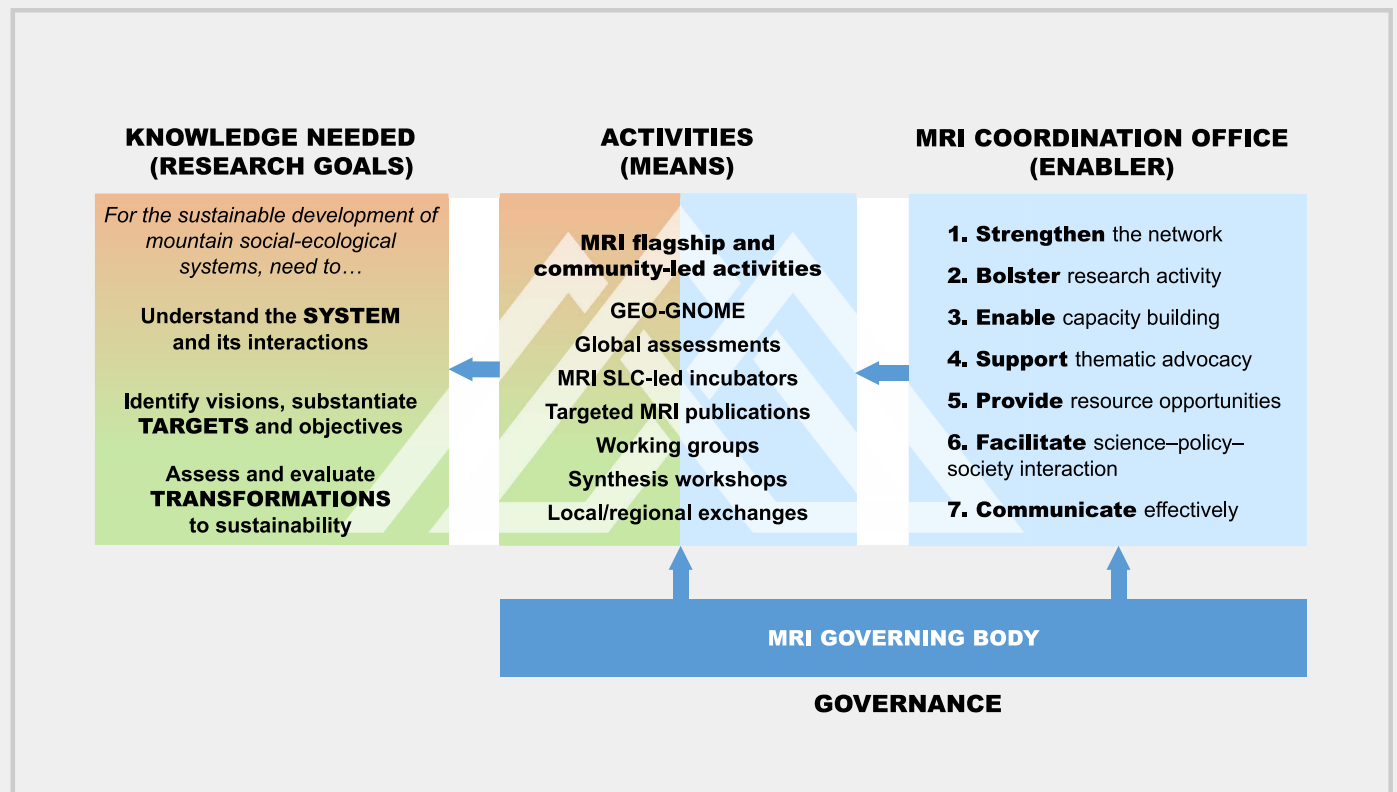 KNOWLEDGE NEEDED
(RESEARCH GOALS)
For the sustainable development of
mountain social-ecological
systems, need to…
Understand the SYSTEM
and its interactions
Identify visions, substantiate
TARGETS and objectives
Assess and evaluate
TRANSFORMATIONS
to sustainability
ACTIVITIES
(MEANS)
MRI flagship and
community-led activities
GEO-GNOME
Global assessments
MRI SLC-led incubators
Targeted MRI publications
Working groups
Synthesis workshops
Local/regional exchanges
MRI COORDINATION OFFICE
(ENABLER)
1. Strengthen the network
2. Bolster research activity
3. Enable capacity building
4. Support thematic advocacy
5. Provide resource opportunities
6. Facilitate science–policy–
society interaction
7. Communicate effectively
MRI GOVERNING BODY
GOVERNANCE